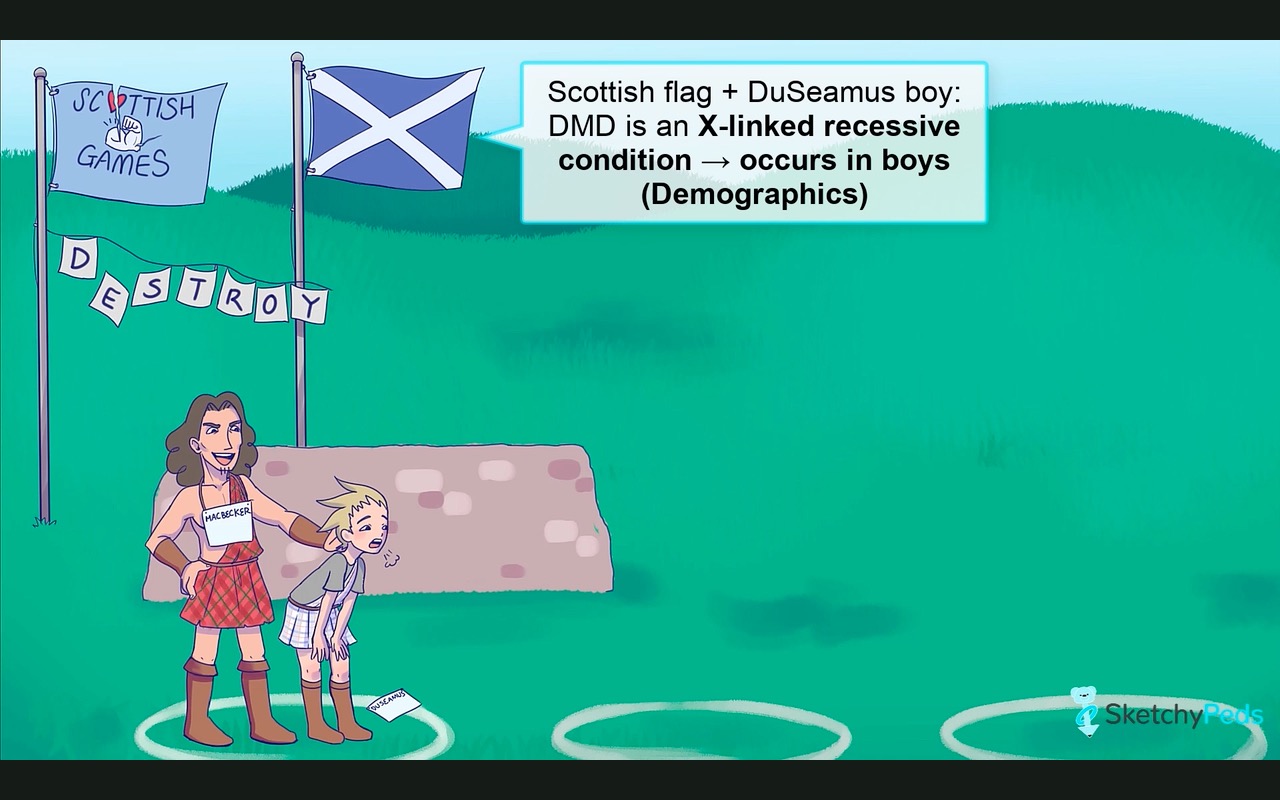 SCOTTISH
GAMES
Scottish flag + DuSeamus boy:
DMD is an X-linked recessive
condition → occurs in boys
(Demographics)
DESTROY
MACBECKER
DUSEAMUS
SketchyPeds